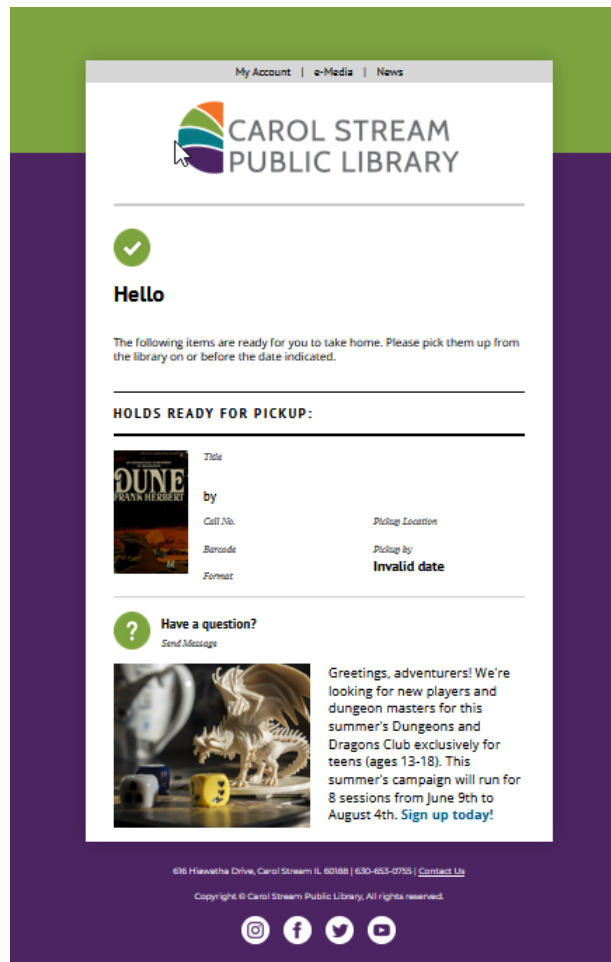 My Account | e-Media | News
CAROL STREAM
PUBLIC LIBRARY
Hello
The following items are ready for you to take home. Please pick them up from
the library on or before the date indicated.
HOLDS READY FOR PICKUP:
DUNE
FRANK HERBERT
Title
by
Call No.
Pickup Location
Barcode
Pickup by
Invalid date
Format
Have a question?
Send Message
Greetings, adventurers! We're
looking for new players and
dungeon masters for this
summer's Dungeons and
Dragons Club exclusively for
teens (ages 13-18). This
summer's campaign will run for
8 sessions from June 9th to
August 4th. Sign up today!
616 Hiawatha Drive, Carol Stream IL 60188 | 630-653-0755 | Contact Us
Copyright © Carol Stream Public Library, All rights reserved.